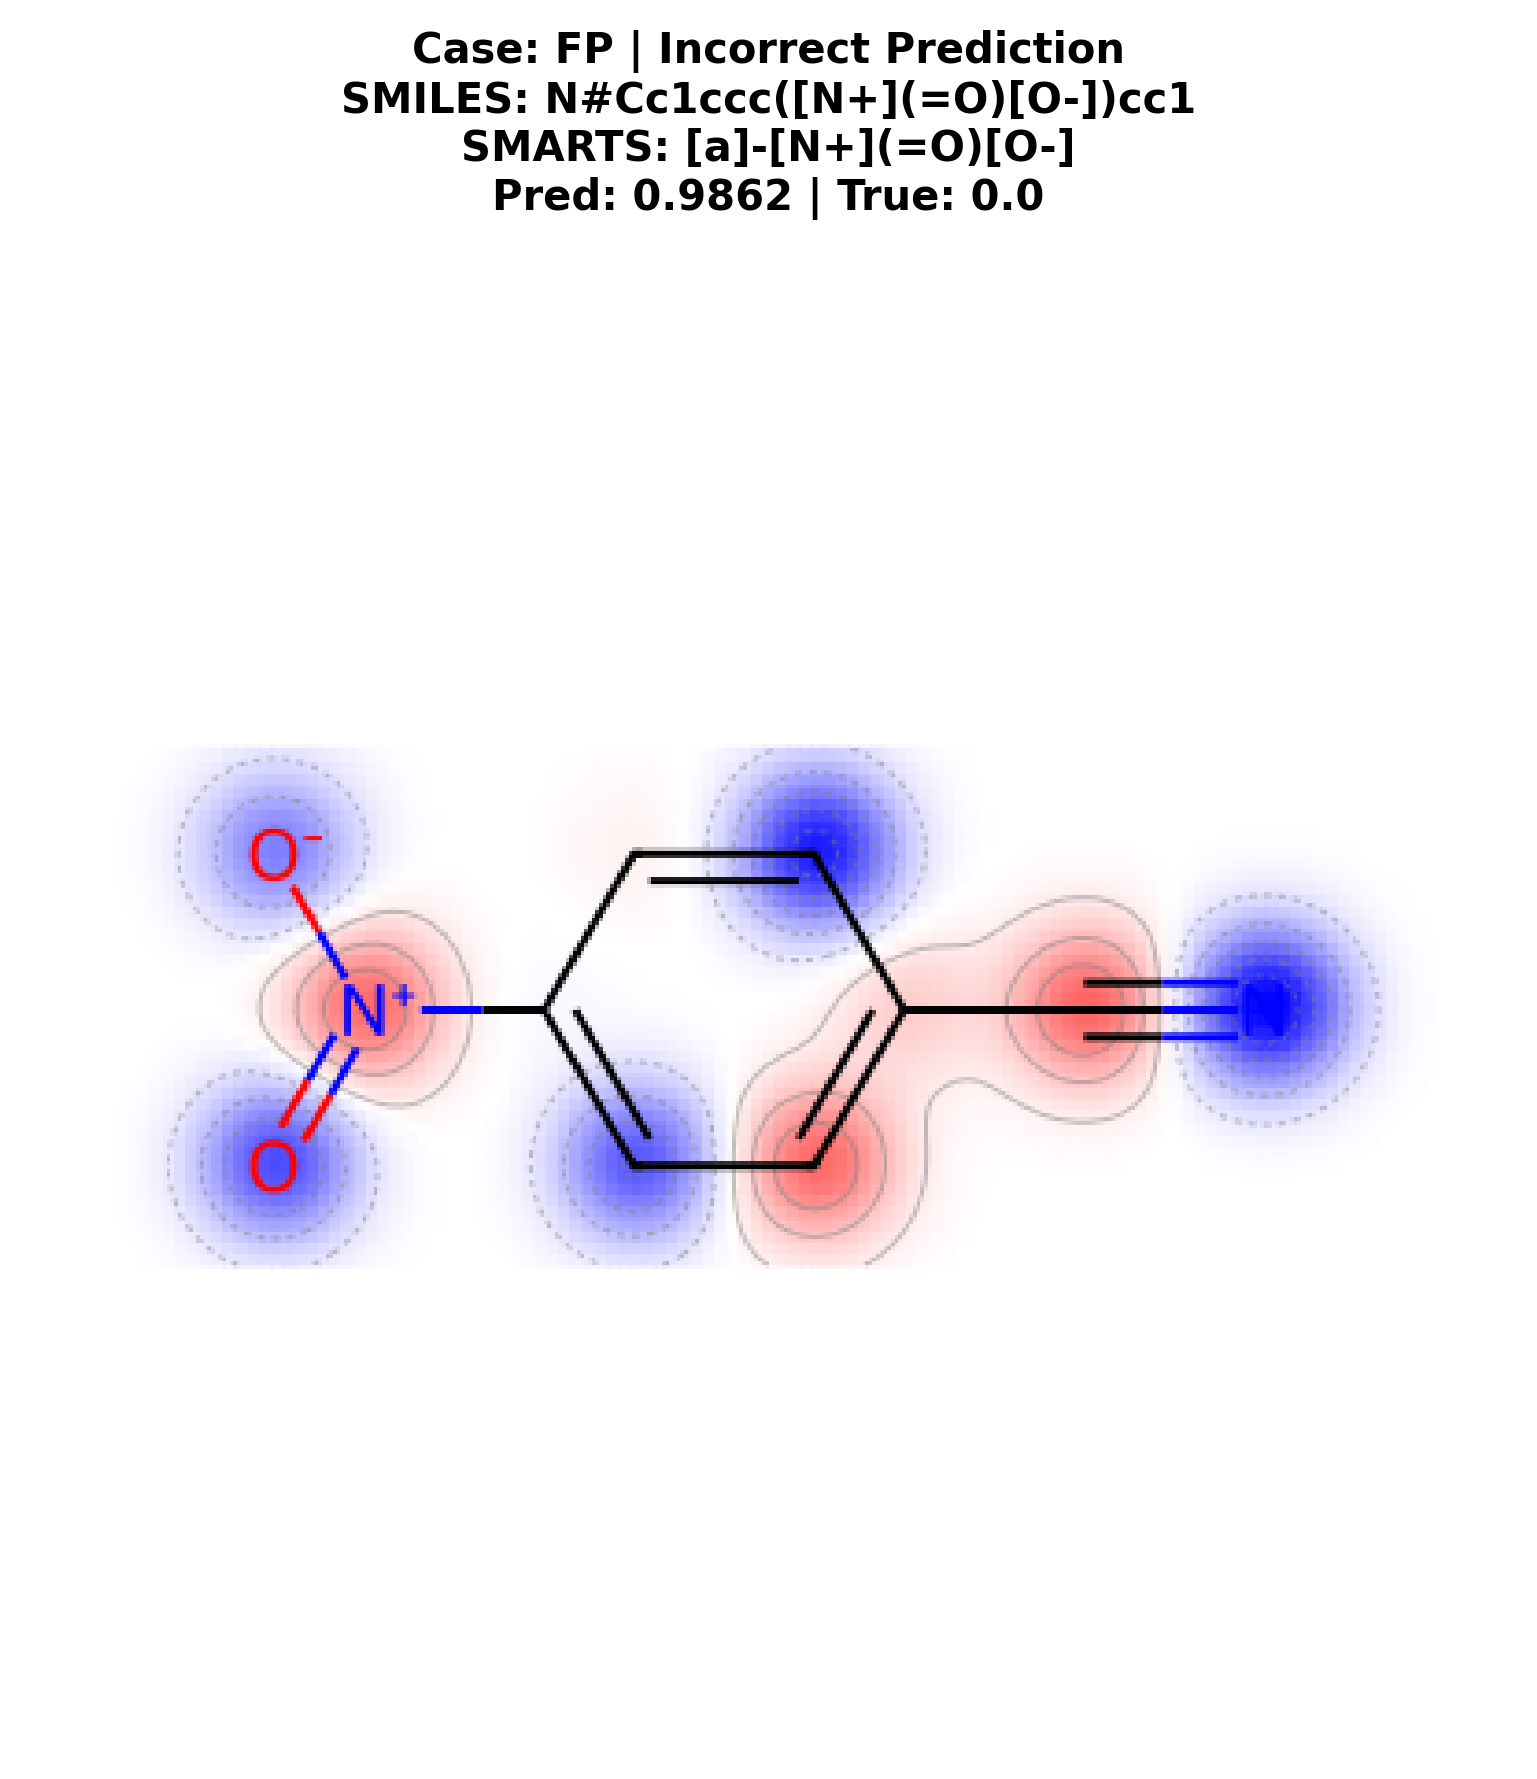 Case: FP | Incorrect Prediction
SMILES: N#Cc1ccc([N+](=O)[O-])cc1
SMARTS: [a]-[N+](=O)[O-]
Pred: 0.9862 | True: 0.0
O⁻
N⁺
N
O